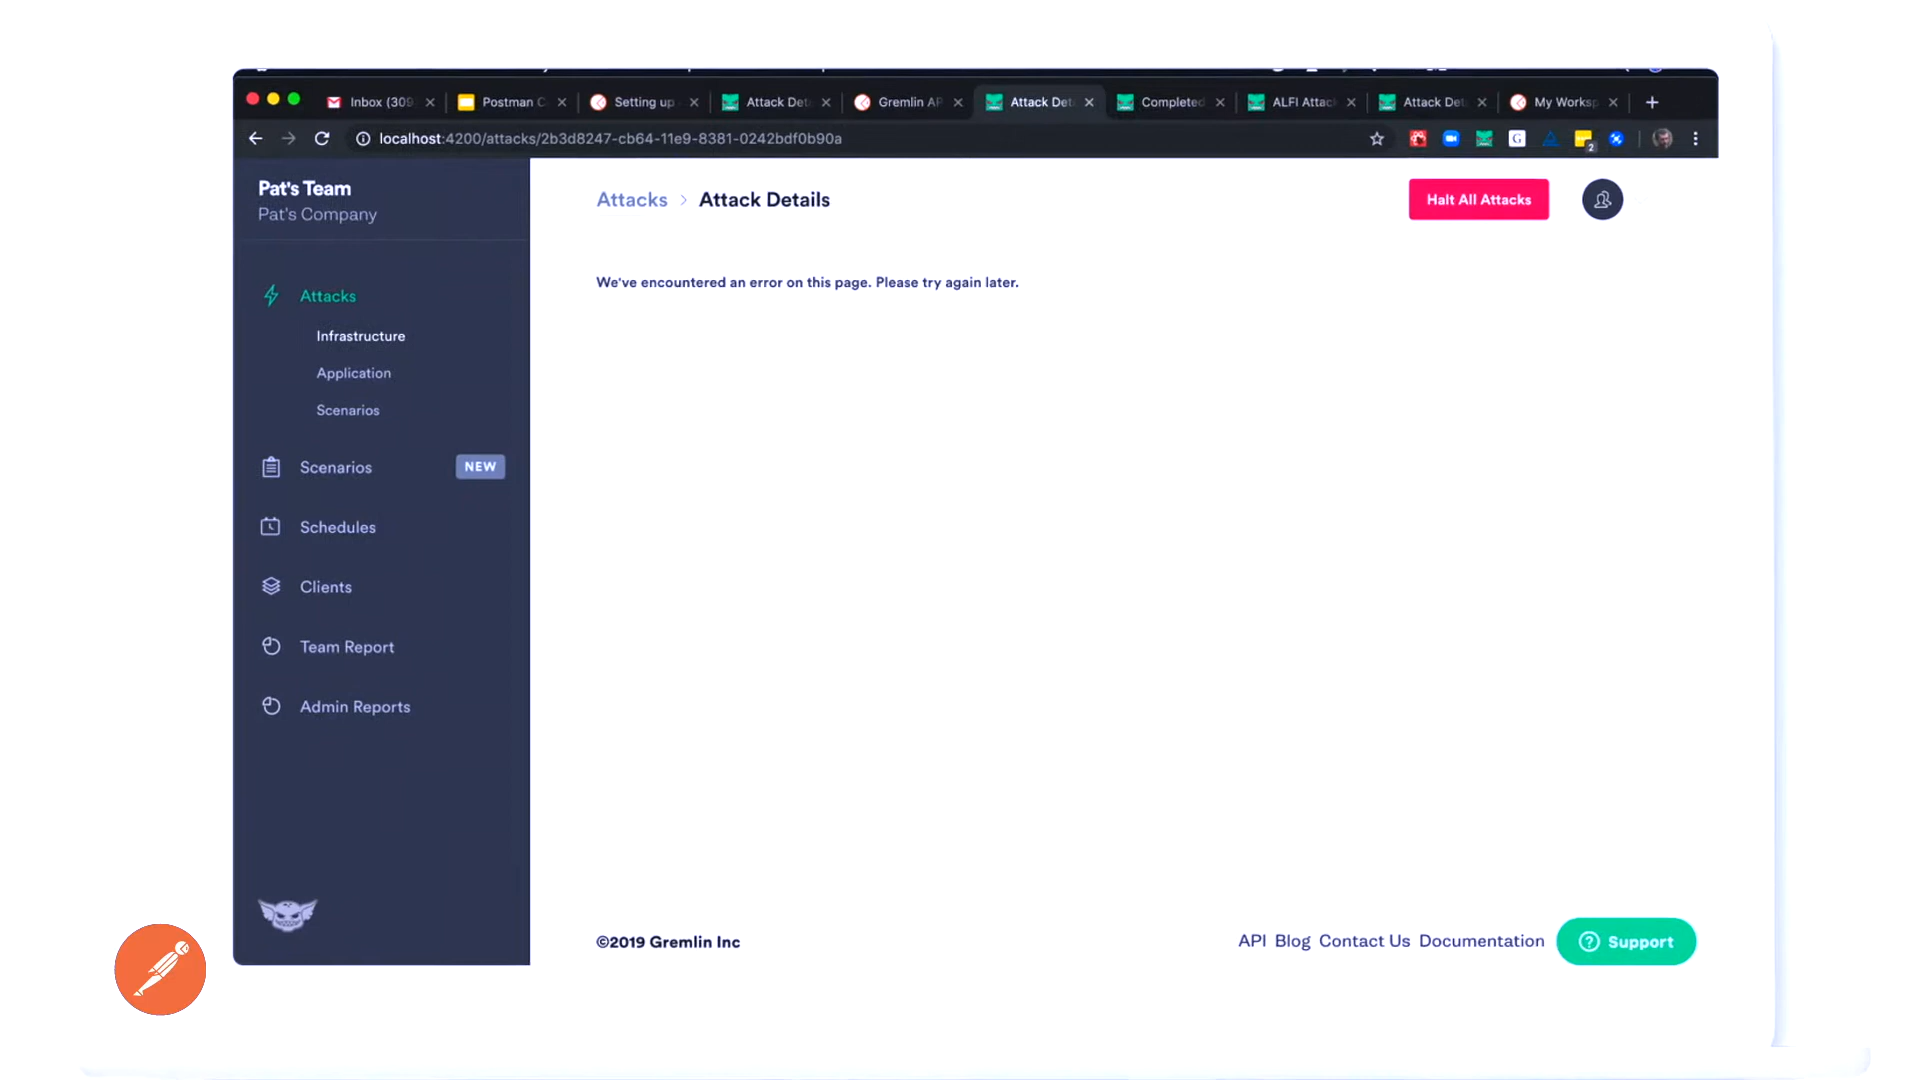 Inbox (309
Postman C
Setting up
Attack Det
Gremlin AP
Attack Det
Completed
ALFI Attac
Attack Det
My Worksp
localhost:4200/attacks/2b3d8247-cb64-11e9-8381-0242bdf0b90a
G
2
Pat's Team
Pat's Company
Attacks > Attack Details
Halt All Attacks
We've encountered an error on this page. Please try again later.
Attacks
Infrastructure
Application
Scenarios
Scenarios NEW
Schedules
Clients
Team Report
Admin Reports
©2019 Gremlin Inc
API Blog Contact Us Documentation
Support